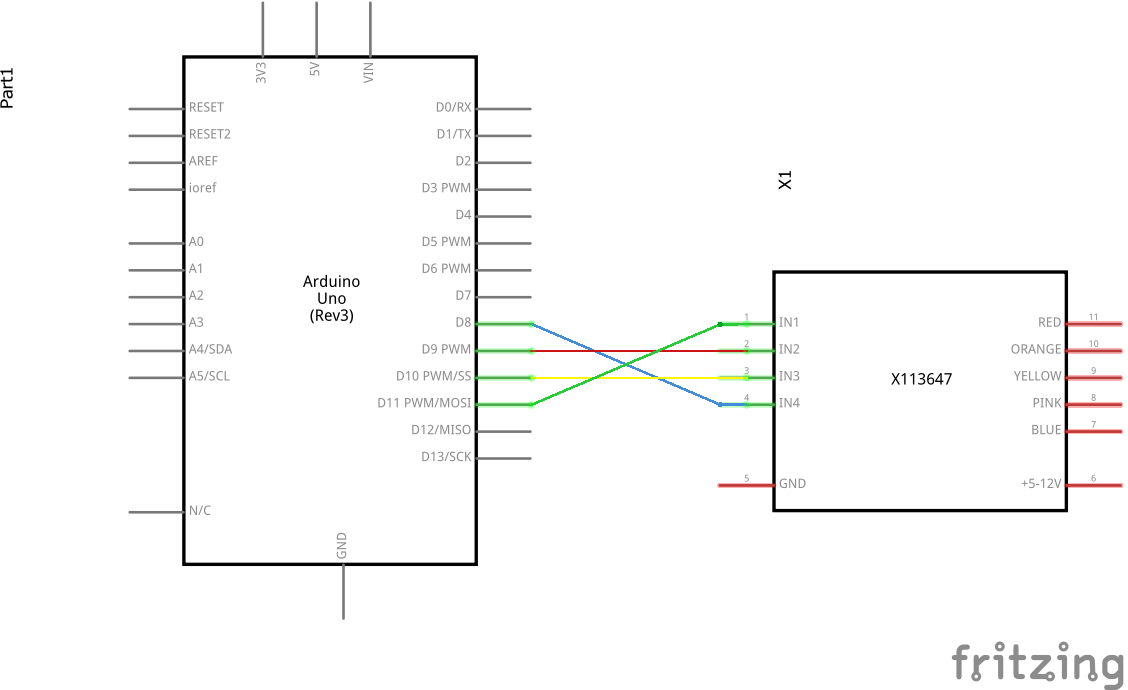 Part1
3V3
5V
VIN
RESET
RESET2
AREF
ioref
A0
A1
A2
A3
A4/SDA
A5/SCL
N/C
Arduino
Uno
(Rev3)
D0/RX
D1/TX
D2
D3 PWM
D4
D5 PWM
D6 PWM
D7
D8
D9 PWM
D10 PWM/SS
D11 PWM/MOSI
D12/MISO
D13/SCK
GND
X1
1 IN1
2 IN2
3 IN3
4 IN4
5 GND
X113647
RED 11
ORANGE 10
YELLOW 9
PINK 8
BLUE 7
+5-12V 6
fritzing